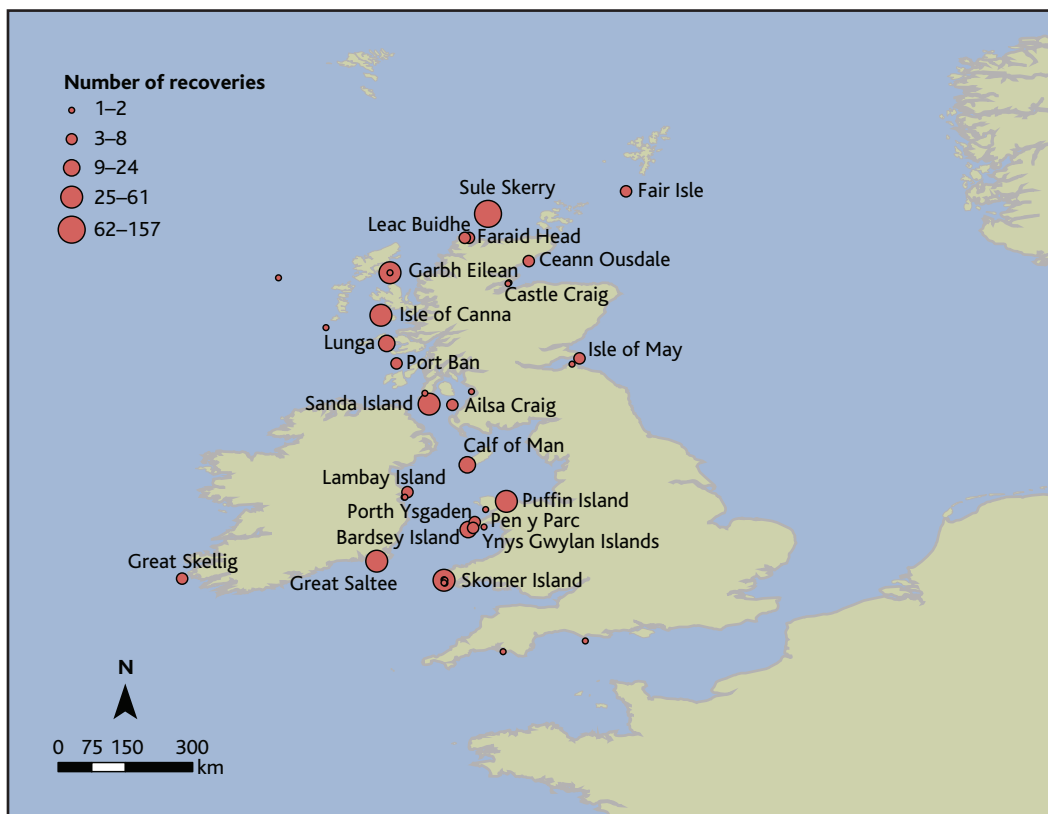 Number of recoveries
1–2
3–8
9–24
25–61
62–157
Sule Skerry
Fair Isle
Leac Buidhe
Faraid Head
Ceann Ousdale
Garbh Eilean
Castle Craig
Isle of Canna
Lunga
Isle of May
Port Ban
Sanda Island
Ailsa Craig
Calf of Man
Lambay Island
Puffin Island
Porth Ysgaden
Pen y Parc
Bardsey Island
Ynys Gwylan Islands
Great Skellig
Great Saltee
Skomer Island
N
0 75 150 300
km